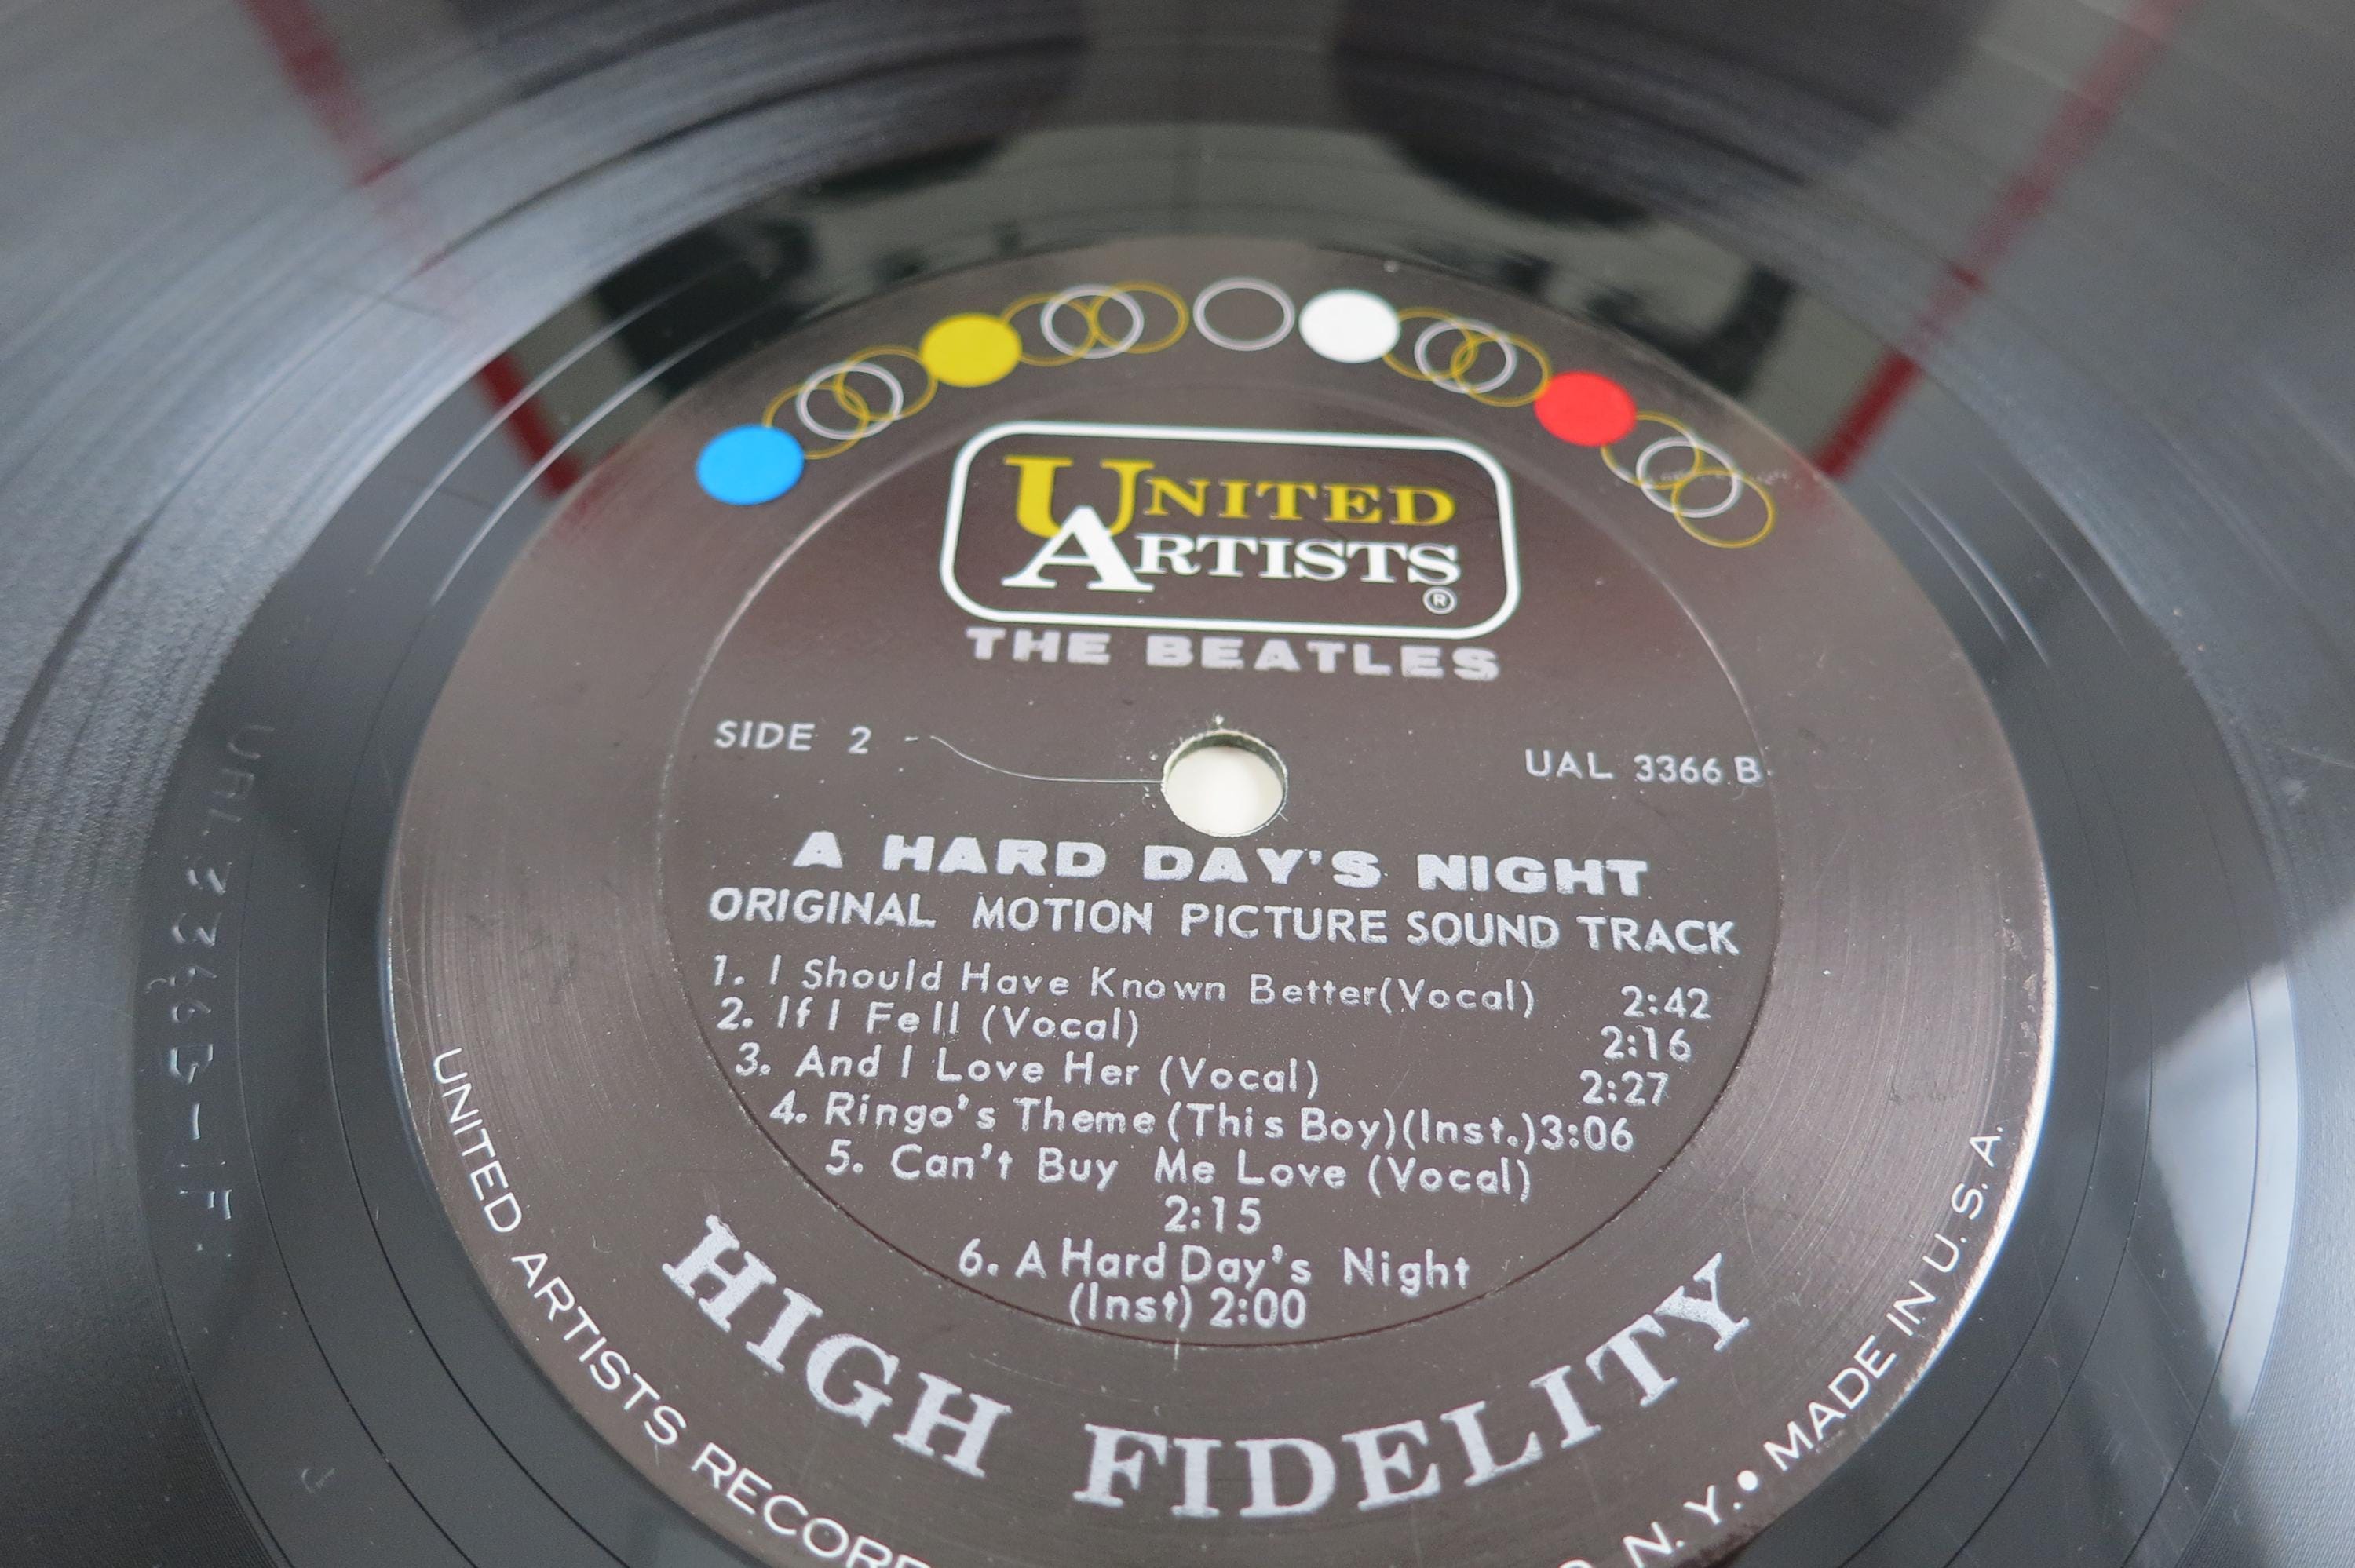 UNITED
ARTISTS
®
THE BEATLES
SIDE 2
UAL 3366 B
A HARD DAY'S NIGHT
ORIGINAL MOTION PICTURE SOUND TRACK
1. I Should Have Known Better (Vocal) 2:42
2. If I Fell (Vocal) 2:16
3. And I Love Her (Vocal) 2:27
4. Ringo's Theme (This Boy) (Inst.) 3:06
5. Can't Buy Me Love (Vocal)
2:15
6. A Hard Day's Night
(Inst) 2:00
HIGH FIDELITY
UNITED ARTISTS RECOR
N. Y. • MADE IN U. S. A.